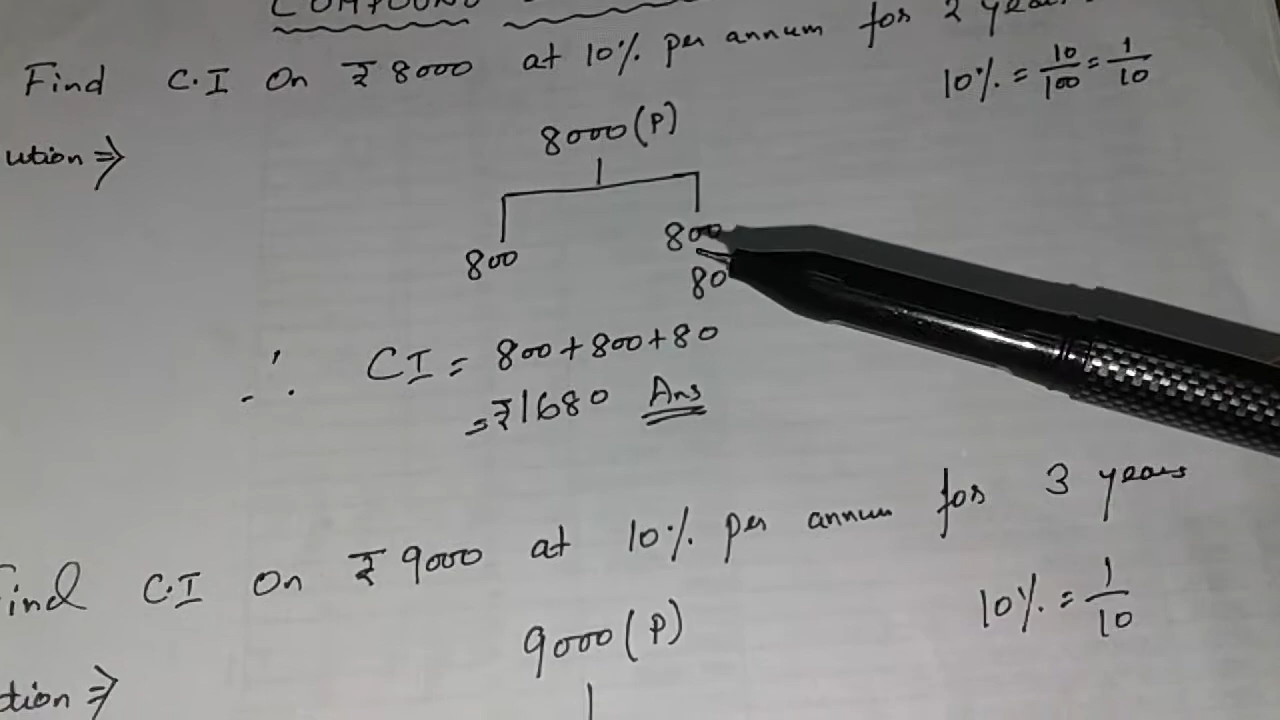 COMPOUND
Find C.I On ₹ 8000 at 10% per annum for 2 years
10% = 10/100 = 1/10
ution ⇒
8000 (P)
800 800
80
∴ CI = 800 + 800 + 80
= ₹1680 Ans
Find C.I On ₹ 9000 at 10% per annum for 3 years
10% = 1/10
9000 (P)
tion ⇒